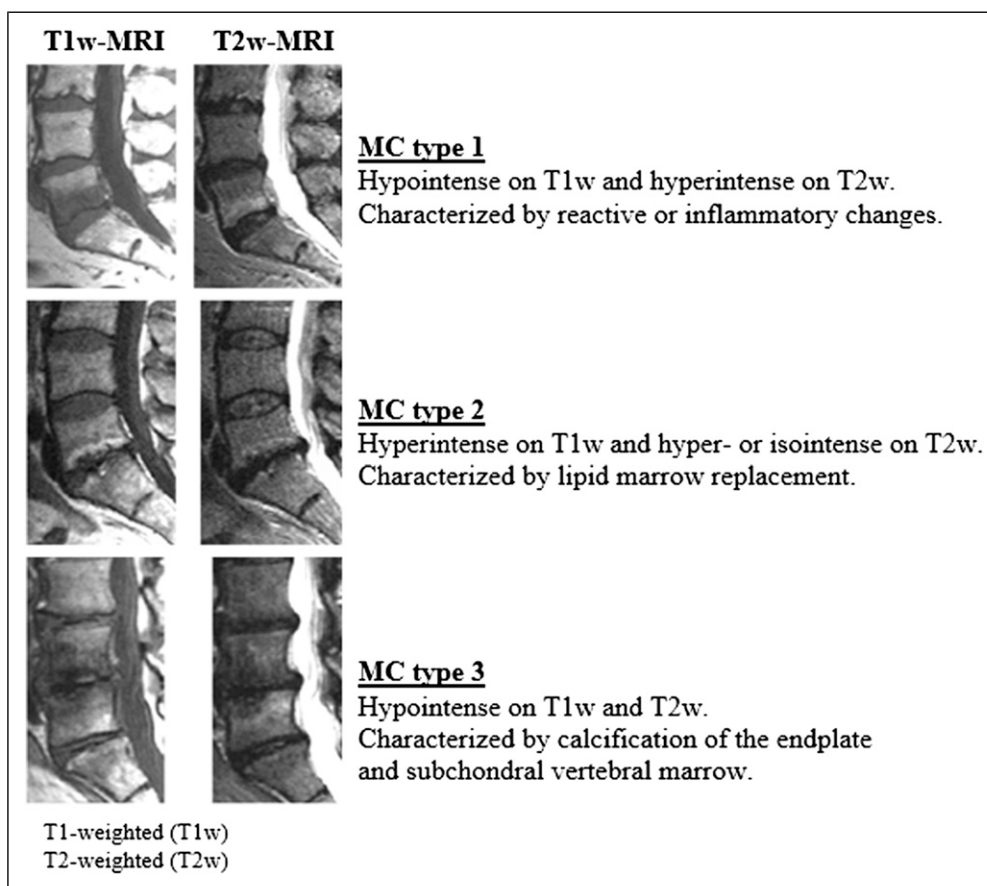 T1w-MRI T2w-MRI
MC type 1
Hypointense on T1w and hyperintense on T2w.
Characterized by reactive or inflammatory changes.
MC type 2
Hyperintense on T1w and hyper- or isointense on T2w.
Characterized by lipid marrow replacement.
MC type 3
Hypointense on T1w and T2w.
Characterized by calcification of the endplate
and subchondral vertebral marrow.
T1-weighted (T1w)
T2-weighted (T2w)